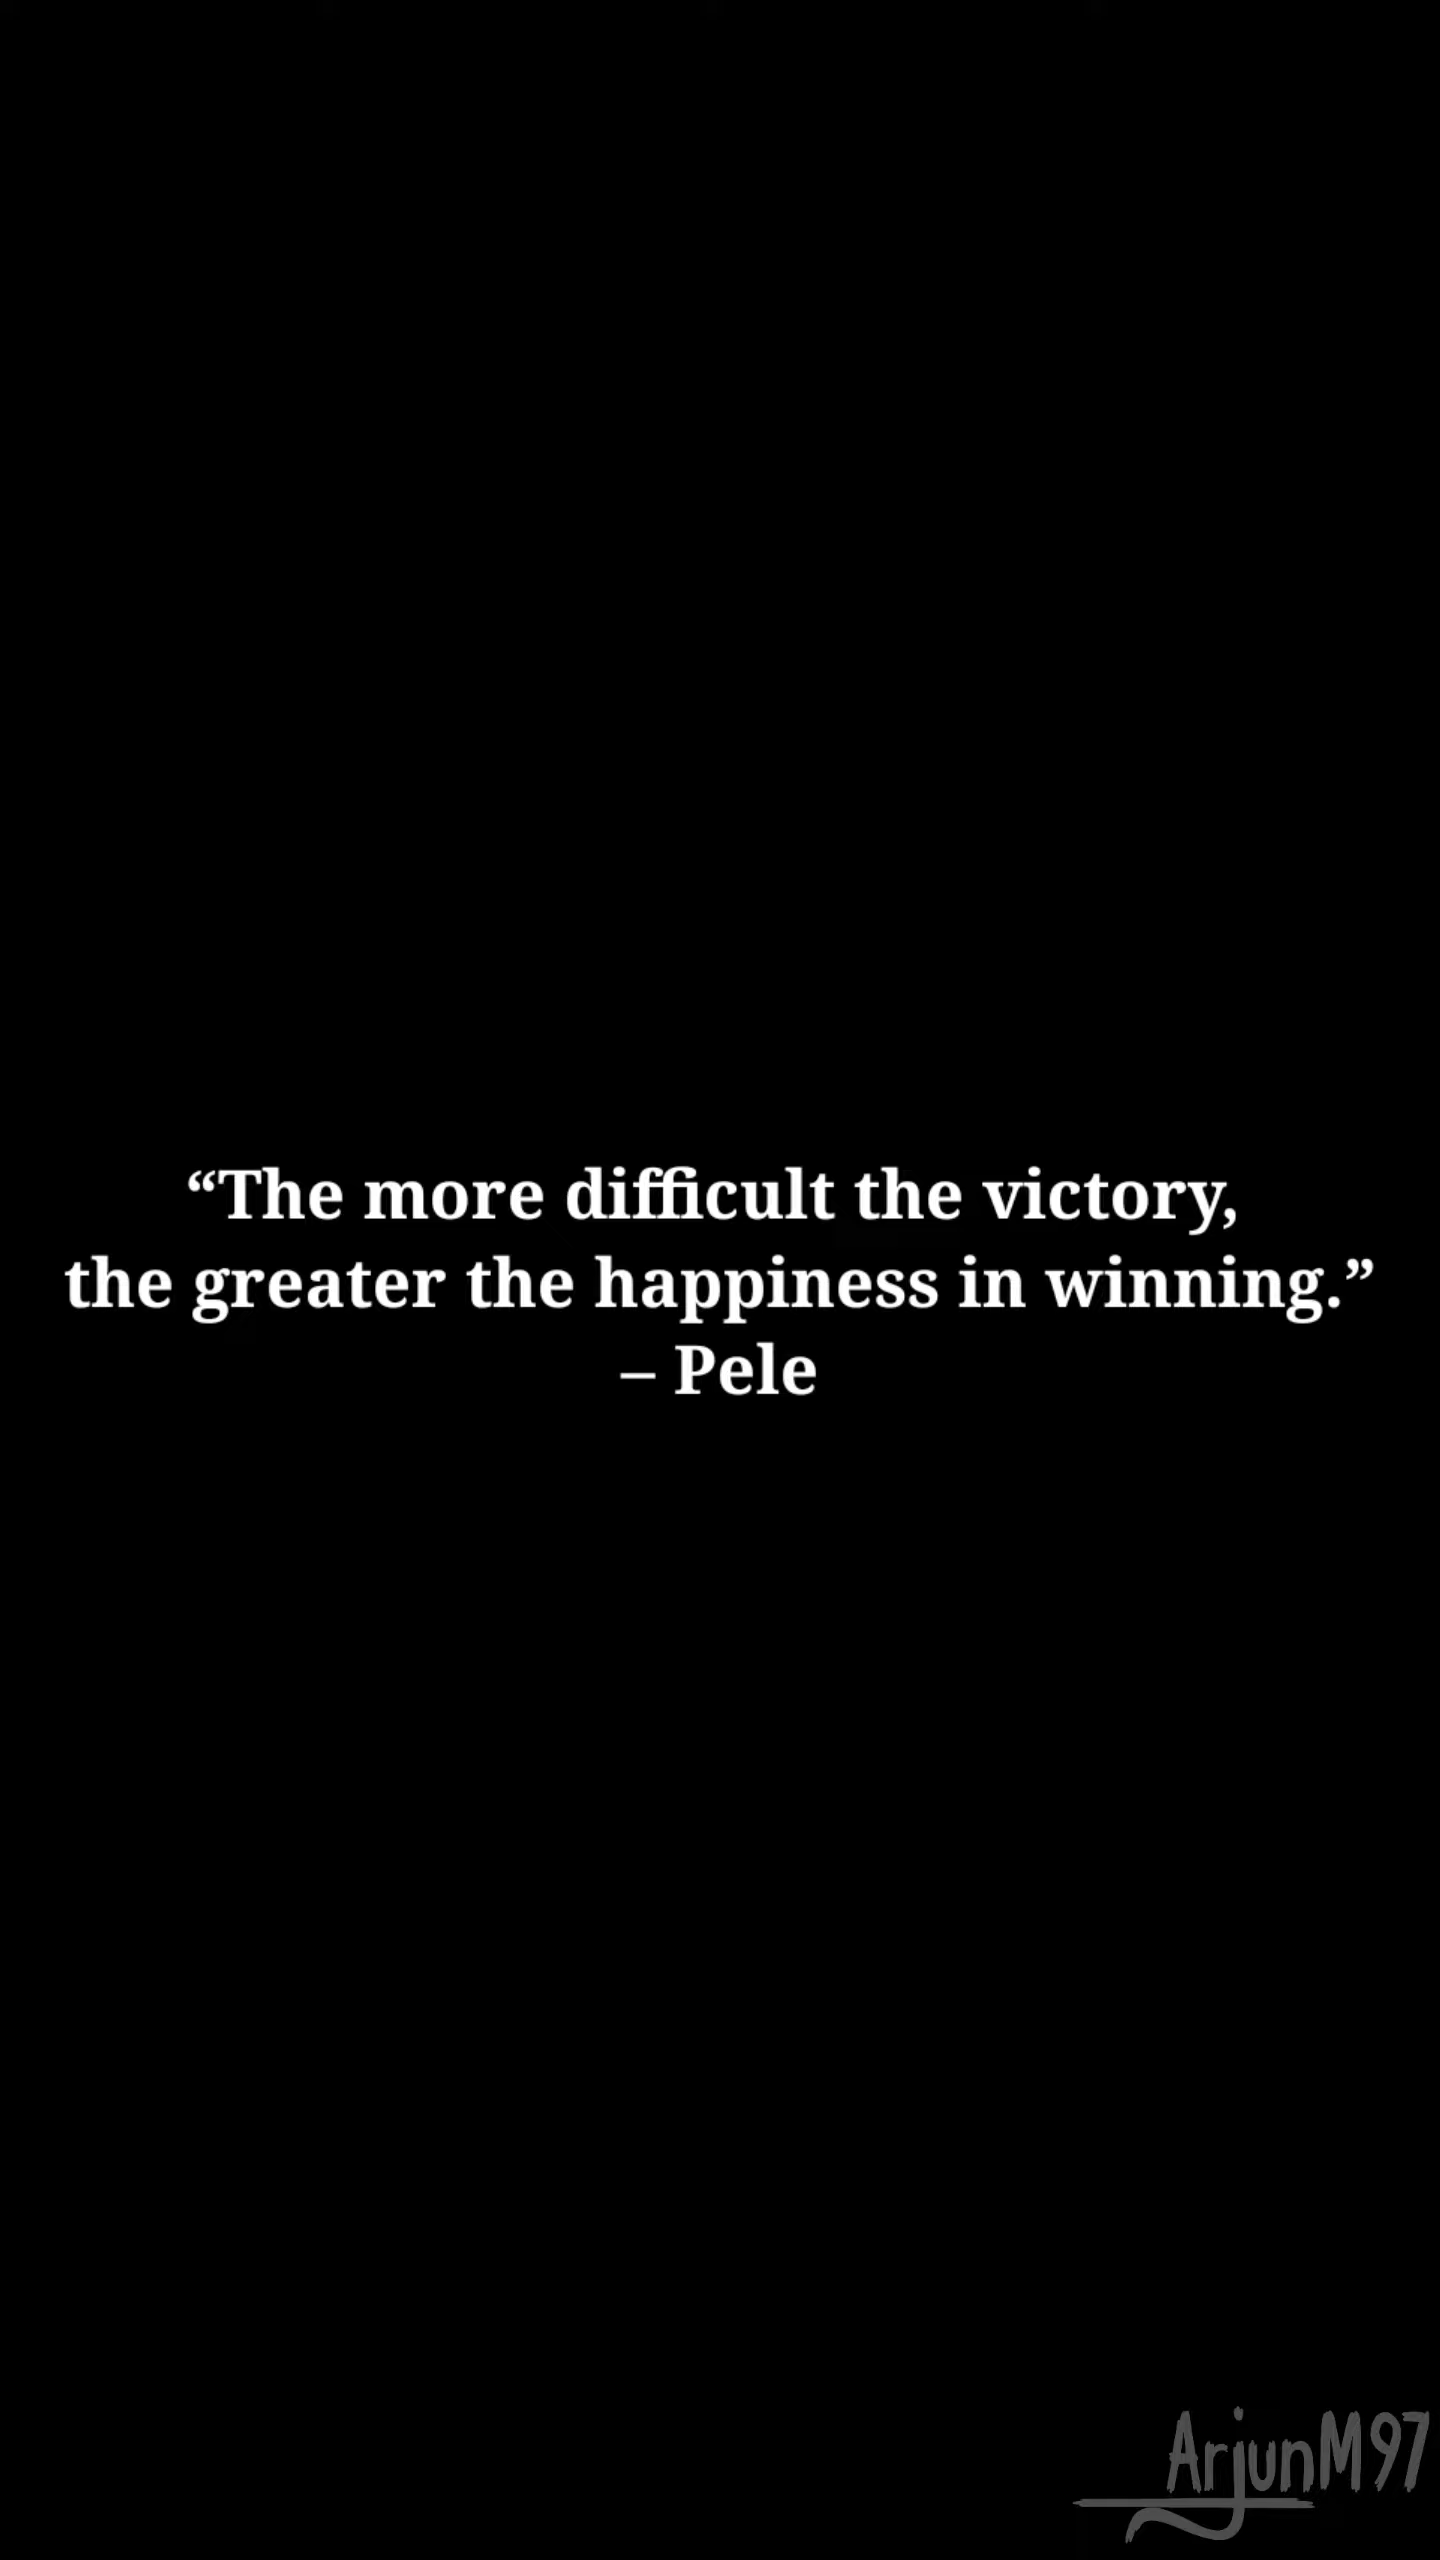 “The more difficult the victory,
the greater the happiness in winning.”
– Pele
ArjunM97